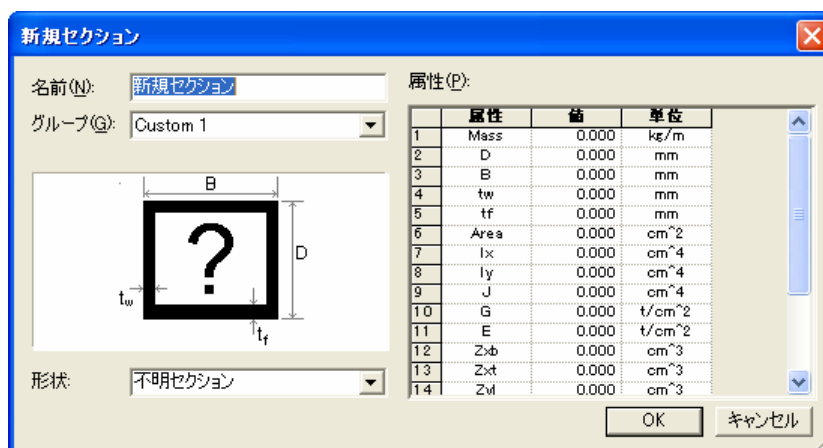 新規セクション
名前(N): 新規セクション
グループ(G): Custom 1
B
D
?
tw
tf
形状: 不明セクション
属性(P):
属性 値 単位
1 Mass 0.000 kg/m
2 D 0.000 mm
3 B 0.000 mm
4 tw 0.000 mm
5 tf 0.000 mm
6 Area 0.000 cm^2
7 Ix 0.000 cm^4
8 Iy 0.000 cm^4
9 J 0.000 cm^4
10 G 0.000 t/cm^2
11 E 0.000 t/cm^2
12 Zxb 0.000 cm^3
13 Zxt 0.000 cm^3
14 Zyl 0.000 cm^3
OK キャンセル